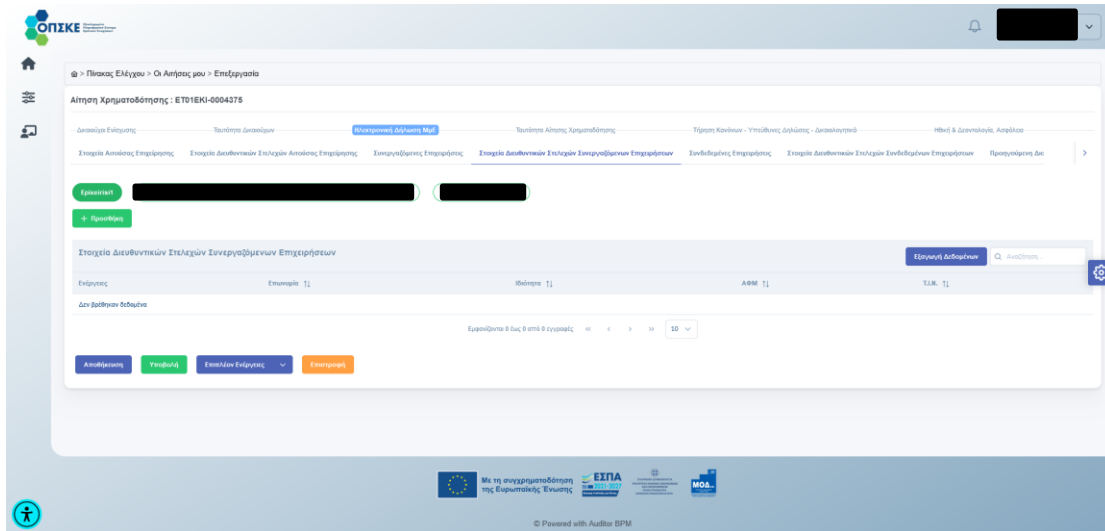 ΟΠΣΚΕ
> Πίνακας Ελέγχου > Οι Αιτήσεις μου > Επεξεργασία
Αίτηση Χρηματοδότησης : ET01EKI-0004375
Δικαιούχα Ενίσχυσης Ταυτότητα Δικαιούχων Ηλεκτρονική Δήλωση ΜμΕ Ταυτότητα Αίτησης Χρηματοδότησης Τήρηση Κανόνων - Υπεύθυνες Δηλώσεις - Δικαιολογητικά Ηθική & Δεοντολογία, Ασφάλεια
Στοιχεία Αιτούσας Επιχείρησης Στοιχεία Διευθυντικών Στελεχών Αιτούσας Επιχείρησης Συνεργαζόμενες Επιχειρήσεις Στοιχεία Διευθυντικών Στελεχών Συνεργαζόμενων Επιχειρήσεων Συνδεδεμένες Επιχειρήσεις Στοιχεία Διευθυντικών Στελεχών Συνδεδεμένων Επιχειρήσεων Προηγούμενη Δια
+ Προσθήκη
Στοιχεία Διευθυντικών Στελεχών Συνεργαζόμενων Επιχειρήσεων
Εξαγωγή Δεδομένων Αναζήτηση...
Ενέργειες Επωνυμία Ιδιότητα ΑΦΜ Τ.Ι.Ν.
Δεν βρέθηκαν δεδομένα
Εμφανίζονται 0 έως 0 από 0 εγγραφές « < > » 10
Αποθήκευση Υποβολή Επιπλέον Ενέργειες Επιστροφή
Με τη συγχρηματοδότηση
της Ευρωπαϊκής Ένωσης
ΕΣΠΑ
2021-2027
ΜΟΔ
© Powered with Auditor BPM